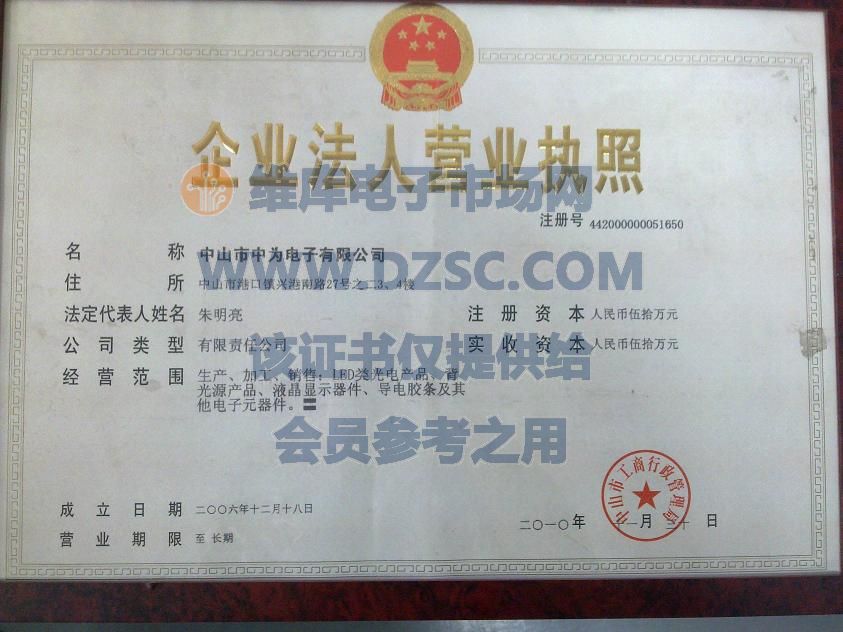 企业法人营业执照
维库电子市场网
注册号 442000000051650
名 称 中山市中为电子有限公司
WWW.DZSC.COM
住 所 中山市港口镇兴港南路27号之二3、4楼
法定代表人姓名 朱明亮 注 册 资 本 人民币伍拾万元
公 司 类 型 有限责任公司 实 收 资 本 人民币伍拾万元
该证书仅提供给
经 营 范 围 生产、加工、销售：LED类光电产品、背
光源产品、液晶显示器件、导电胶条及其
他电子元器件。
会员参考之用
中山市工商行政管理局
成 立 日 期 二〇〇六年十二月十八日
二〇一〇年 十一月 三十 日
营 业 期 限 至 长期